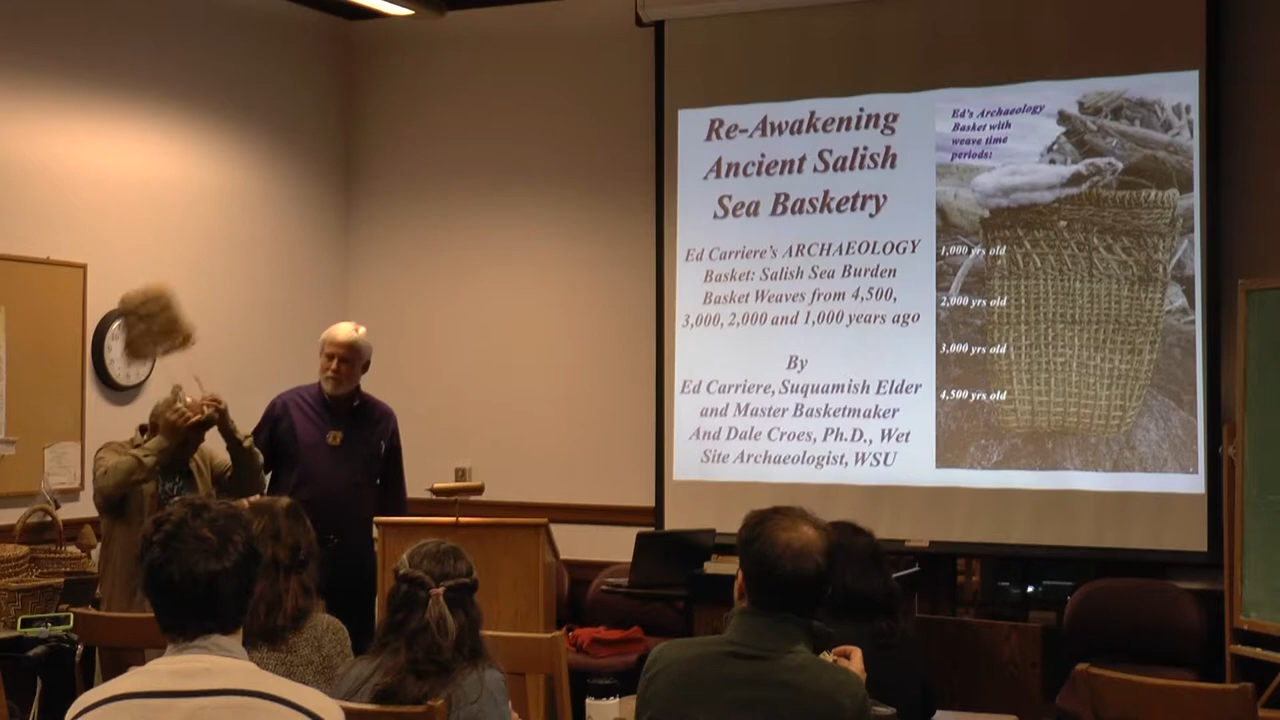 Re-Awakening
Ancient Salish
Sea Basketry
Ed Carriere's ARCHAEOLOGY
Basket: Salish Sea Burden
Basket Weaves from 4,500,
3,000, 2,000 and 1,000 years ago
By
Ed Carriere, Suquamish Elder
and Master Basketmaker
And Dale Croes, Ph.D., Wet
Site Archaeologist, WSU
Ed's Archaeology
Basket with
weave time
periods:
1,000 yrs old
2,000 yrs old
3,000 yrs old
4,500 yrs old